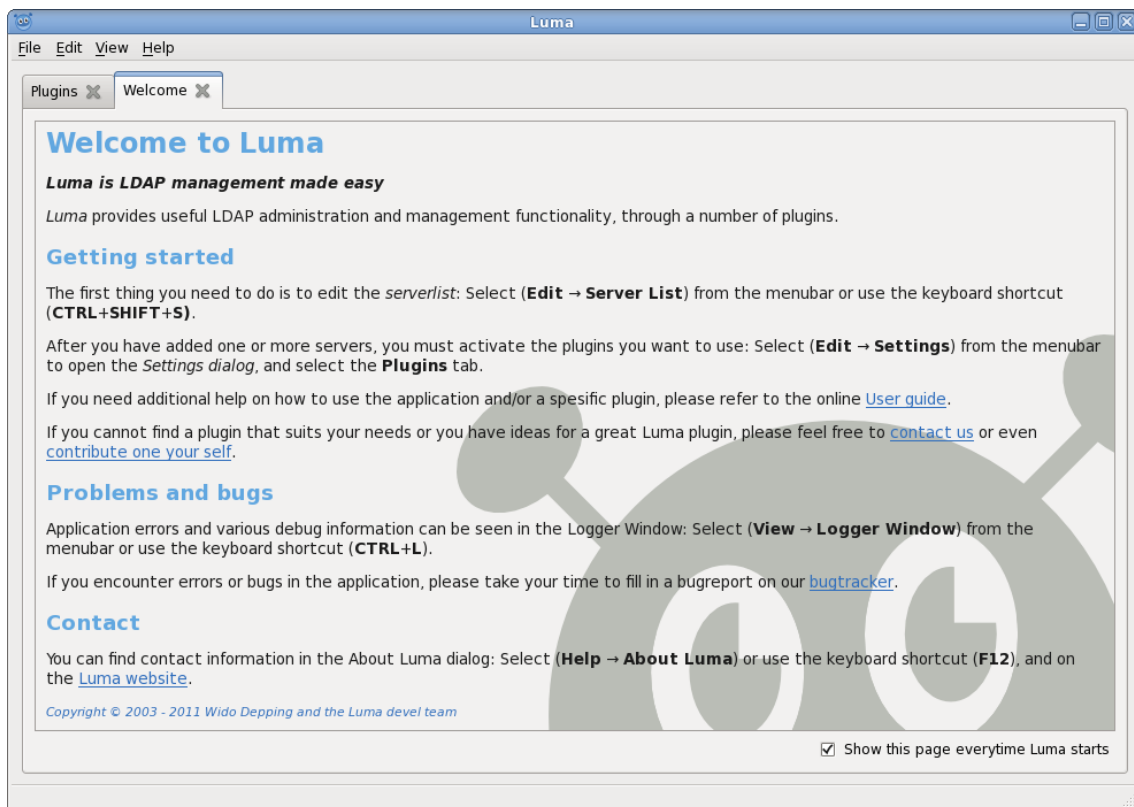 Luma
File Edit View Help
Plugins Welcome
Welcome to Luma
Luma is LDAP management made easy
Luma provides useful LDAP administration and management functionality, through a number of plugins.
Getting started
The first thing you need to do is to edit the serverlist: Select (Edit → Server List) from the menubar or use the keyboard shortcut
(CTRL+SHIFT+S).
After you have added one or more servers, you must activate the plugins you want to use: Select (Edit → Settings) from the menubar
to open the Settings dialog, and select the Plugins tab.
If you need additional help on how to use the application and/or a spesific plugin, please refer to the online User guide.
If you cannot find a plugin that suits your needs or you have ideas for a great Luma plugin, please feel free to contact us or even
contribute one your self.
Problems and bugs
Application errors and various debug information can be seen in the Logger Window: Select (View → Logger Window) from the
menubar or use the keyboard shortcut (CTRL+L).
If you encounter errors or bugs in the application, please take your time to fill in a bugreport on our bugtracker.
Contact
You can find contact information in the About Luma dialog: Select (Help → About Luma) or use the keyboard shortcut (F12), and on
the Luma website.
Copyright © 2003 - 2011 Wido Depping and the Luma devel team
Show this page everytime Luma starts